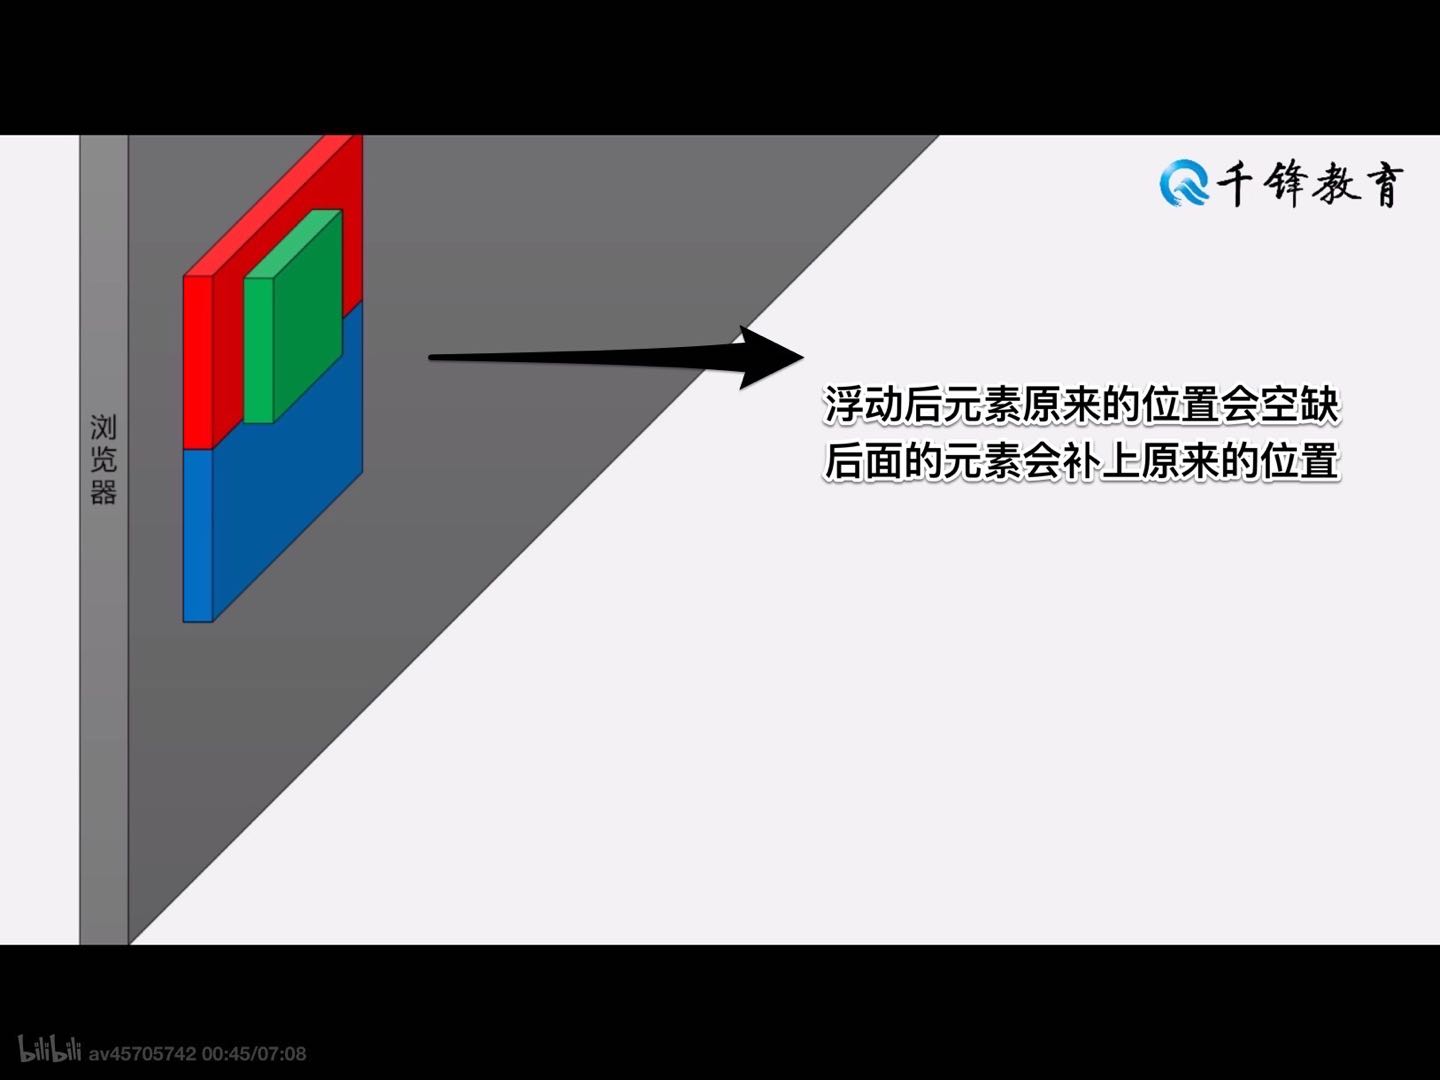 千锋教育
浮动后元素原来的位置会空缺
后面的元素会补上原来的位置
浏览器
bilibili av45705742 00:45/07:08